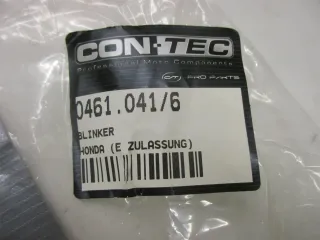 CON·TEC
Professional Moto Components
(C/T) PRO PARTS
0461.041/6
BLINKER
HONDA (E ZULASSUNG)